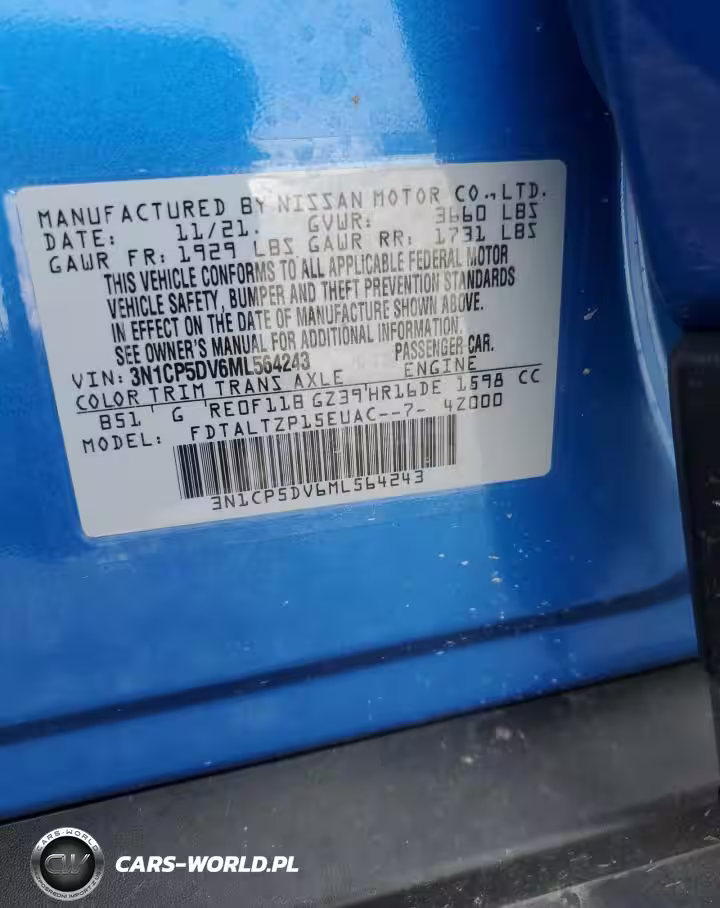 MANUFACTURED BY NISSAN MOTOR CO.,LTD.
DATE: 11/21. GVWR: 3660 LBS
GAWR FR: 1929 LBS GAWR RR: 1731 LBS
THIS VEHICLE CONFORMS TO ALL APPLICABLE FEDERAL MOTOR
VEHICLE SAFETY, BUMPER AND THEFT PREVENTION STANDARDS
IN EFFECT ON THE DATE OF MANUFACTURE SHOWN ABOVE.
SEE OWNER'S MANUAL FOR ADDITIONAL INFORMATION.
VIN: 3N1CP5DV6ML564243 PASSENGER CAR.
COLOR TRIM TRANS AXLE ENGINE
B51 G RE0F11B GZ39 HR16DE 1598 CC
MODEL: FDTALTZP15EUAC--7- 4Z000
3N1CP5DV6ML564243
CARS-WORLD
CARS-WORLD.PL